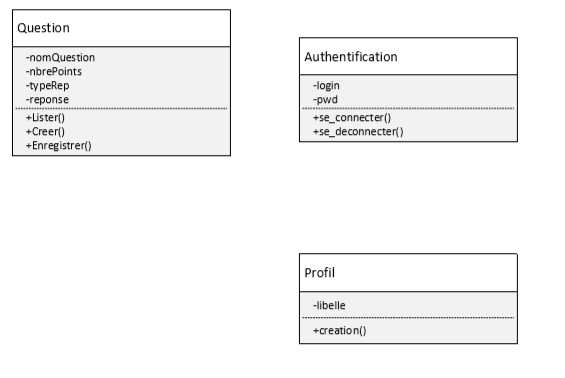 Question
-nomQuestion
-nbrePoints
-typeRep
-reponse
+Lister()
+Creer()
+Enregistrer()
Authentification
-login
-pwd
+se_connecter()
+se_deconnecter()
Profil
-libelle
+creation()